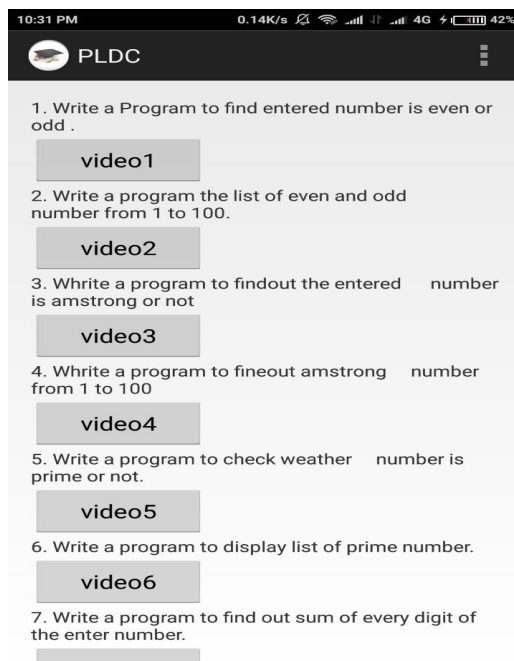 10:31 PM 0.14K/s 4G 42%
PLDC
1. Write a Program to find entered number is even or
odd .
video1
2. Write a program the list of even and odd
number from 1 to 100.
video2
3. Whrite a program to findout the entered number
is amstrong or not
video3
4. Whrite a program to fineout amstrong number
from 1 to 100
video4
5. Write a program to check weather number is
prime or not.
video5
6. Write a program to display list of prime number.
video6
7. Write a program to find out sum of every digit of
the enter number.